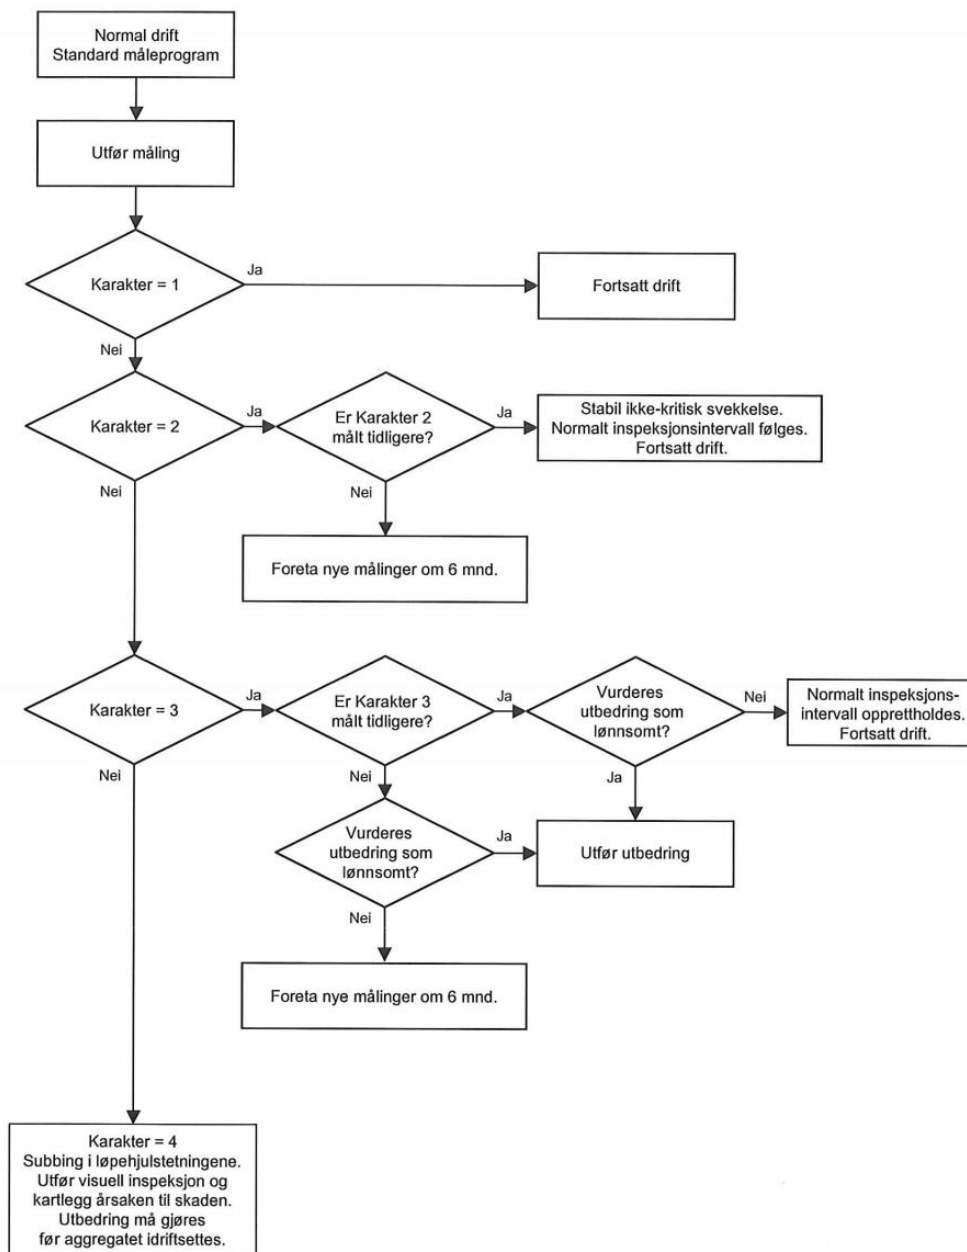 Normal drift
Standard måleprogram
Utfør måling
Karakter = 1
Ja
Fortsatt drift
Nei
Karakter = 2
Ja
Er Karakter 2
målt tidligere?
Ja
Stabil ikke-kritisk svekkelse.
Normalt inspeksjonsintervall følges.
Fortsatt drift.
Nei
Nei
Foreta nye målinger om 6 mnd.
Karakter = 3
Ja
Er Karakter 3
målt tidligere?
Ja
Vurderes
utbedring som
lønnsomt?
Nei
Normalt inspeksjons-
intervall opprettholdes.
Fortsatt drift.
Nei
Nei
Ja
Vurderes
utbedring som
lønnsomt?
Ja
Utfør utbedring
Nei
Foreta nye målinger om 6 mnd.
Karakter = 4
Subbing i løpehjulstetningene.
Utfør visuell inspeksjon og
kartlegg årsaken til skaden.
Utbedring må gjøres
før aggregatet idriftsettes.